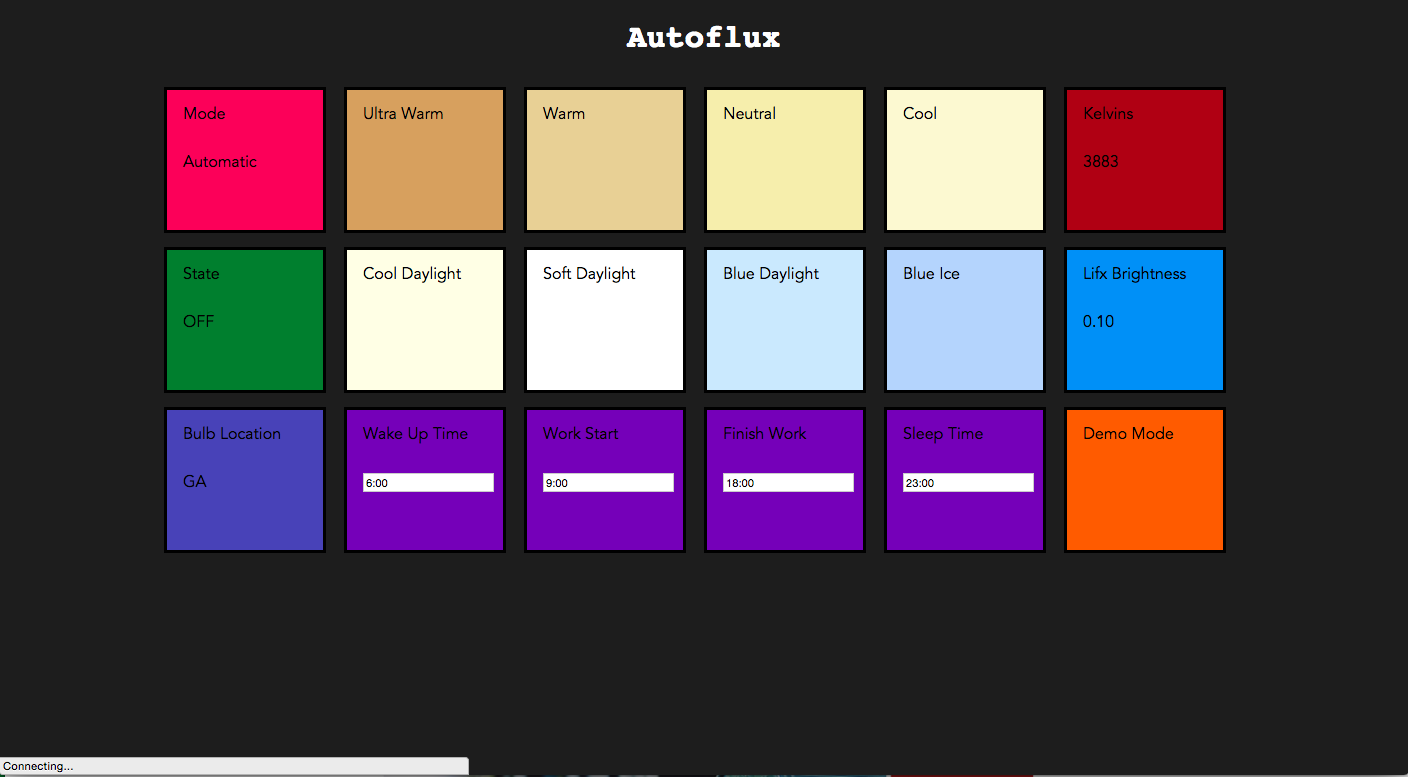 Autoflux
Mode
Automatic
Ultra Warm
Warm
Neutral
Cool
Kelvins
3883
State
OFF
Cool Daylight
Soft Daylight
Blue Daylight
Blue Ice
Lifx Brightness
0.10
Bulb Location
GA
Wake Up Time
6:00
Work Start
9:00
Finish Work
18:00
Sleep Time
23:00
Demo Mode
Connecting...